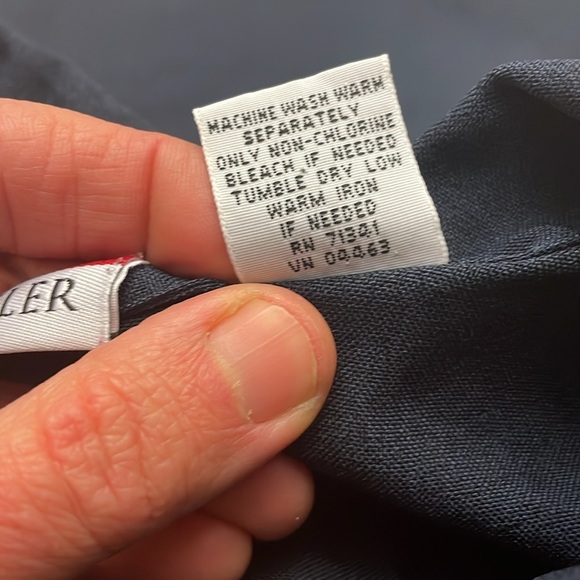 MACHINE WASH WARM
SEPARATELY
ONLY NON-CHLORINE
BLEACH IF NEEDED
TUMBLE DRY LOW
WARM IRON
IF NEEDED
RN 71341
VN 04463
LER